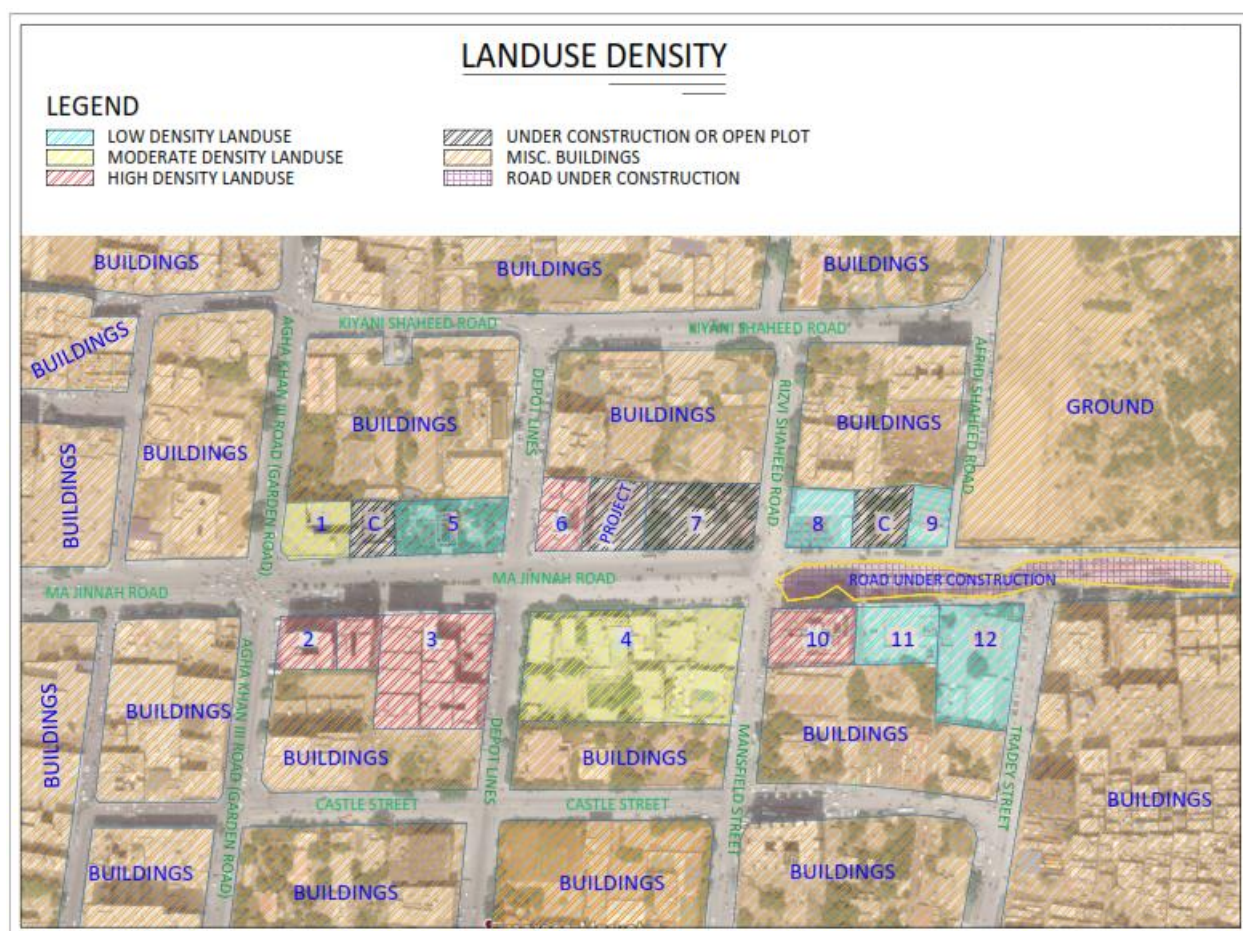 LANDUSE DENSITY
LEGEND
LOW DENSITY LANDUSE
MODERATE DENSITY LANDUSE
HIGH DENSITY LANDUSE
UNDER CONSTRUCTION OR OPEN PLOT
MISC. BUILDINGS
ROAD UNDER CONSTRUCTION
BUILDINGS
BUILDINGS
BUILDINGS
KIYANI SHAHEED ROAD
KIYANI SHAHEED ROAD
BUILDINGS
AGHA KHAN III ROAD (GARDEN ROAD)
DEPOT LINES
RIZVI SHAHEED ROAD
AFRIDI SHAHEED ROAD
BUILDINGS
BUILDINGS
BUILDINGS
GROUND
BUILDINGS
BUILDINGS
1
C
5
6
PROJECT
7
8
C
9
MA JINNAH ROAD
MA JINNAH ROAD
ROAD UNDER CONSTRUCTION
2
3
4
10
11
12
BUILDINGS
BUILDINGS
AGHA KHAN III ROAD (GARDEN ROAD)
BUILDINGS
DEPOT LINES
BUILDINGS
MANSFIELD STREET
BUILDINGS
TRADEY STREET
BUILDINGS
CASTLE STREET
CASTLE STREET
BUILDINGS
BUILDINGS
BUILDINGS
BUILDINGS